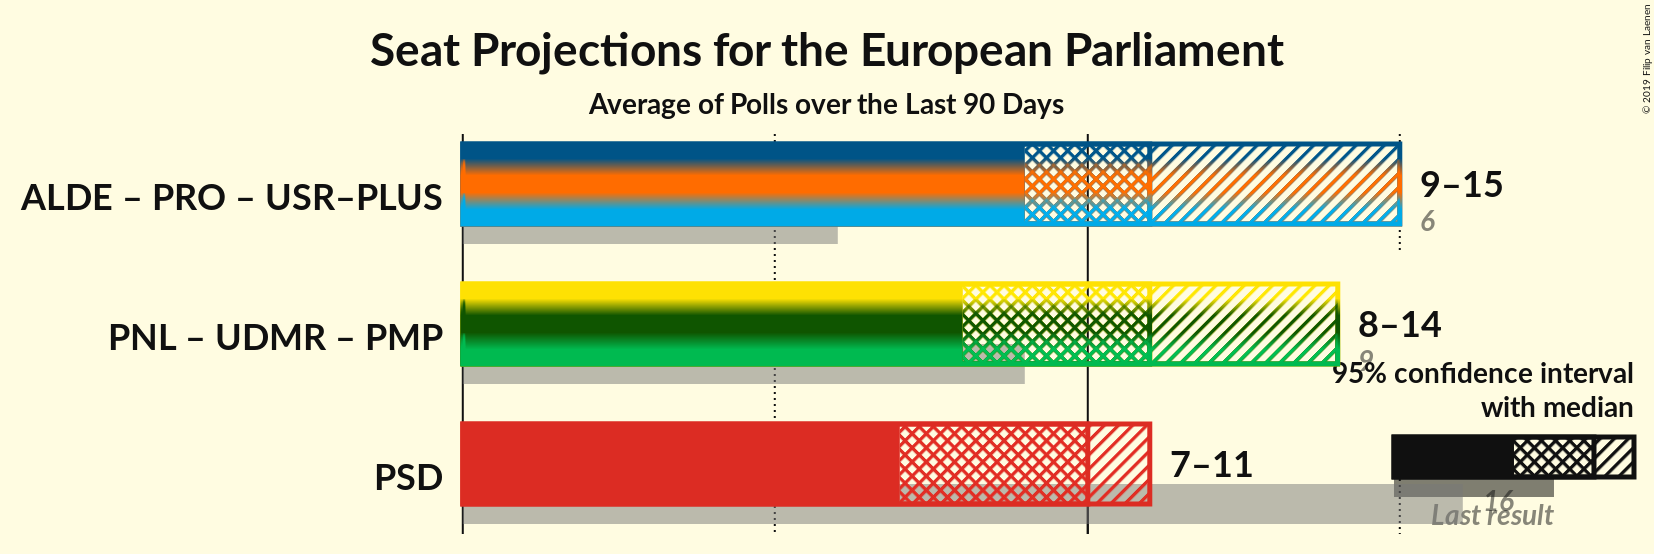 Seat Projections for the European Parliament
Average of Polls over the Last 90 Days
© 2019 Filip van Laenen
ALDE – PRO – USR–PLUS
9–15
6
PNL – UDMR – PMP
8–14
9
95% confidence interval
with median
PSD
7–11
16
Last result